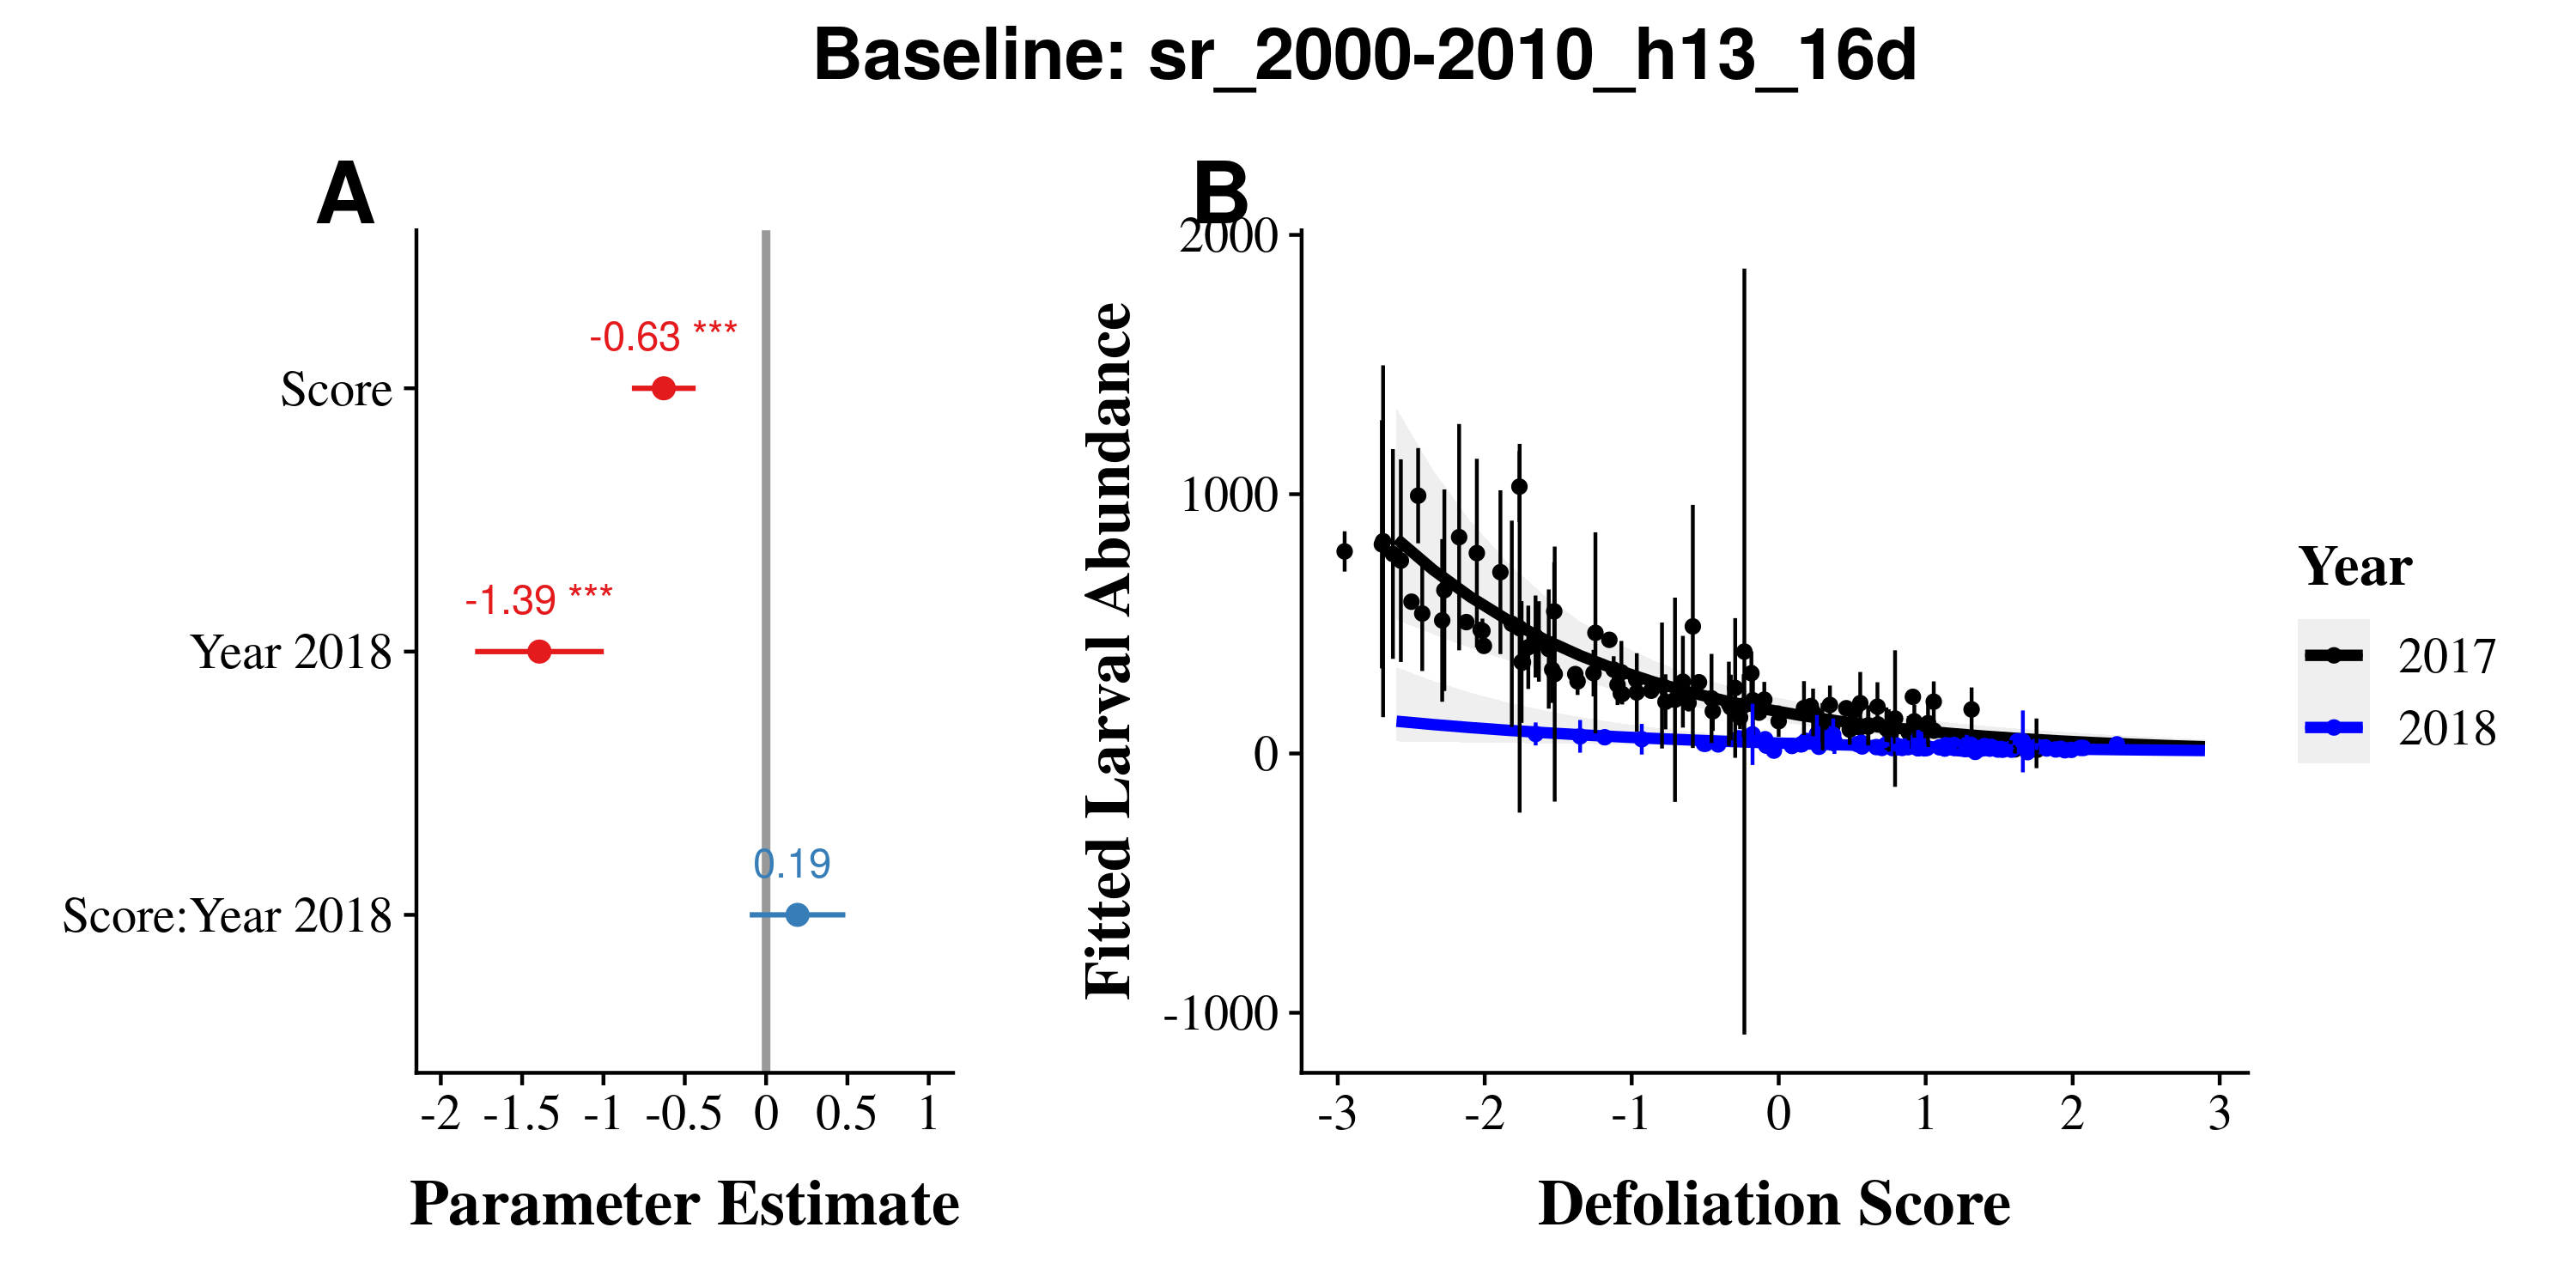 Baseline: sr_2000-2010_h13_16d
A
Score
Year 2018
Score:Year 2018
-0.63 ***
-1.39 ***
0.19
-2 -1.5 -1 -0.5 0 0.5 1
Parameter Estimate
B
Fitted Larval Abundance
2000
1000
0
-1000
-3 -2 -1 0 1 2 3
Defoliation Score
Year
2017
2018